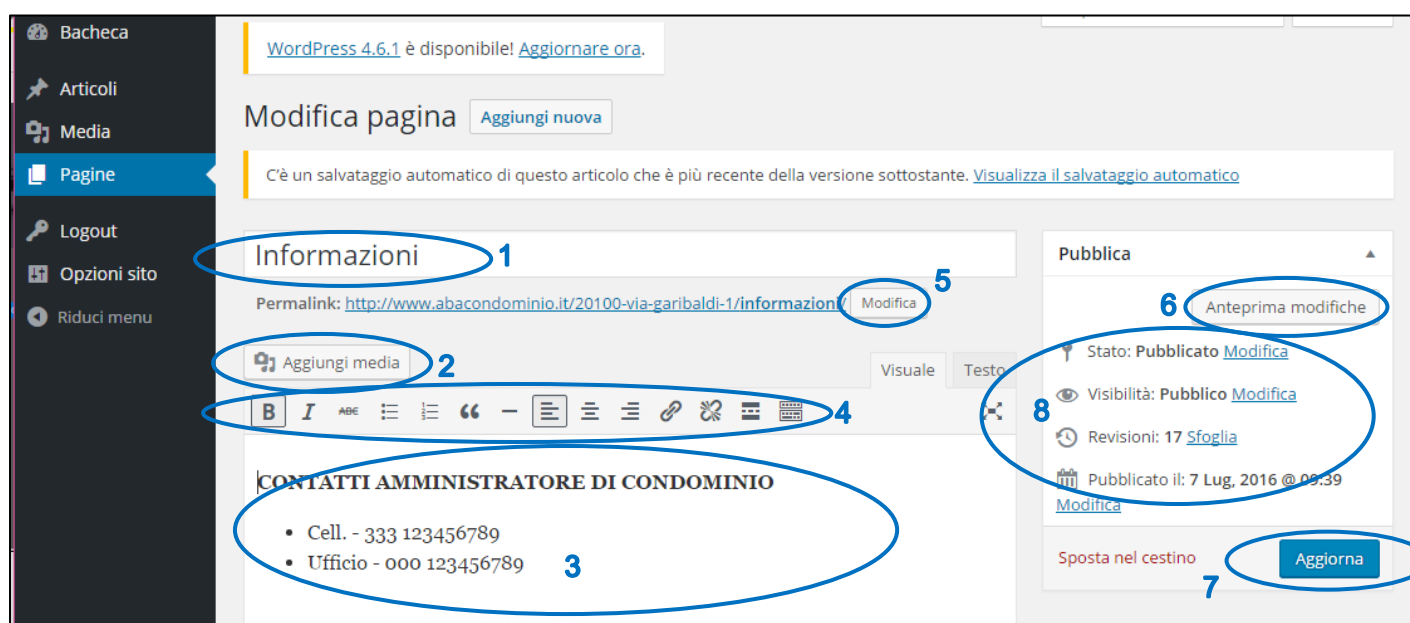 Bacheca
Articoli
Media
Pagine
Logout
Opzioni sito
Riduci menu
WordPress 4.6.1 è disponibile! Aggiornare ora.
Modifica pagina Aggiungi nuova
C'è un salvataggio automatico di questo articolo che è più recente della versione sottostante. Visualizza il salvataggio automatico
Informazioni 1
Permalink: http://www.abacondominio.it/20100-via-garibaldi-1/informazioni/ Modifica 5
Aggiungi media 2
Visuale Testo
B I ABC 4
CONTATTI AMMINISTRATORE DI CONDOMINIO
• Cell. - 333 123456789
• Ufficio - 000 123456789
3
Pubblica
6 Anteprima modifiche
Stato: Pubblicato Modifica
8 Visibilità: Pubblico Modifica
Revisioni: 17 Sfoglia
Pubblicato il: 7 Lug, 2016 @ 09:39
Modifica
Sposta nel cestino Aggiorna
7